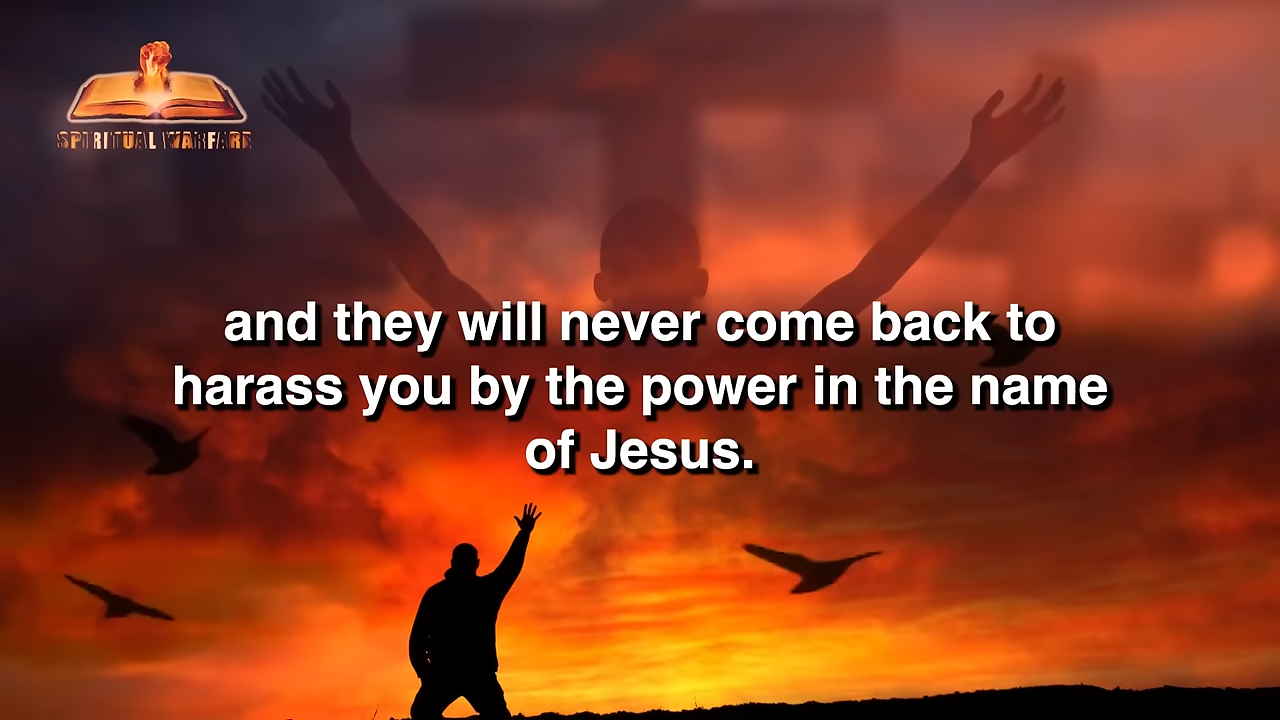 SPIRITUAL WARFARE
and they will never come back to
harass you by the power in the name
of Jesus.